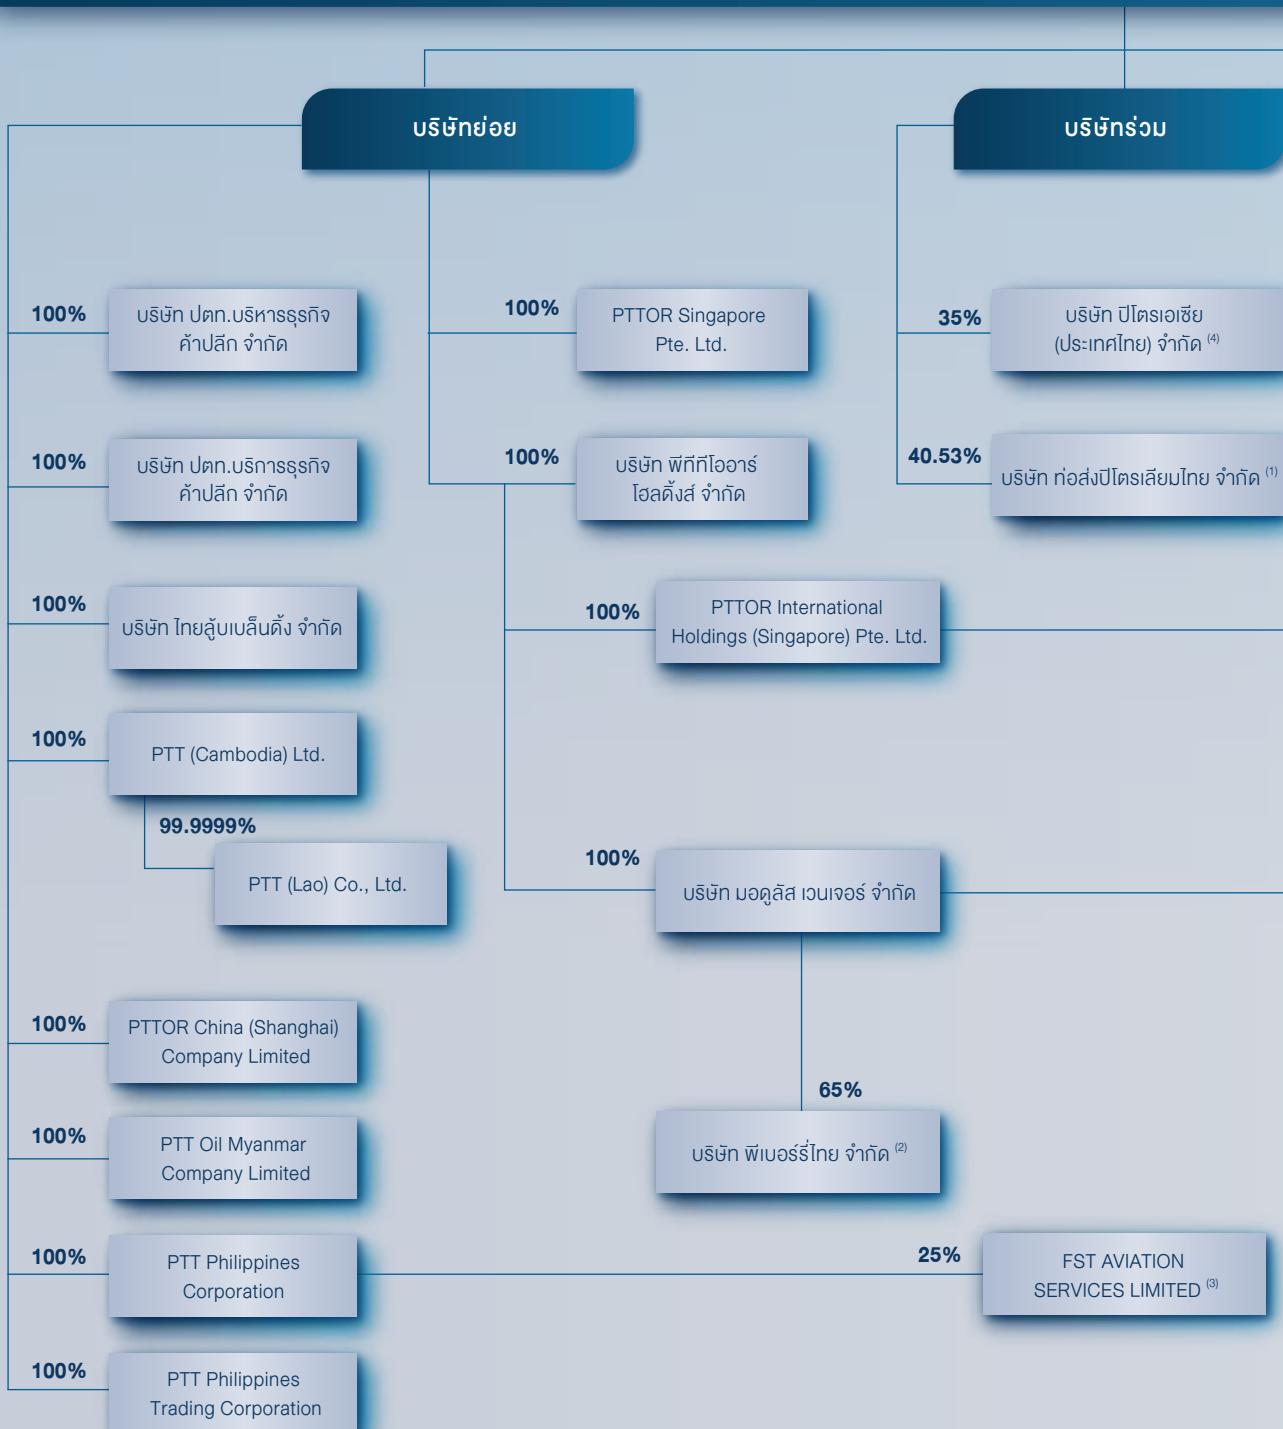 บริษัทย่อย
บริษัทร่วม
100%
บริษัท ปตท.บริหารธุรกิจ
ค้าปลีก จำกัด
100%
PTTOR Singapore
Pte. Ltd.
35%
บริษัท ปิโตรเอเซีย
(ประเทศไทย) จำกัด (4)
100%
บริษัท ปตท.บริการธุรกิจ
ค้าปลีก จำกัด
100%
บริษัท พีทีทีโออาร์
โฮลดิ้งส์ จำกัด
40.53%
บริษัท ท่อส่งปิโตรเลียมไทย จำกัด (1)
100%
บริษัท ไทยลู้บเบล็นดิ้ง จำกัด
100%
PTTOR International
Holdings (Singapore) Pte. Ltd.
100%
PTT (Cambodia) Ltd.
99.9999%
PTT (Lao) Co., Ltd.
100%
บริษัท มอดูลัส เวนเจอร์ จำกัด
100%
PTTOR China (Shanghai)
Company Limited
65%
บริษัท พีเบอร์รี่ไทย จำกัด (2)
100%
PTT Oil Myanmar
Company Limited
100%
PTT Philippines
Corporation
25%
FST AVIATION
SERVICES LIMITED (3)
100%
PTT Philippines
Trading Corporation